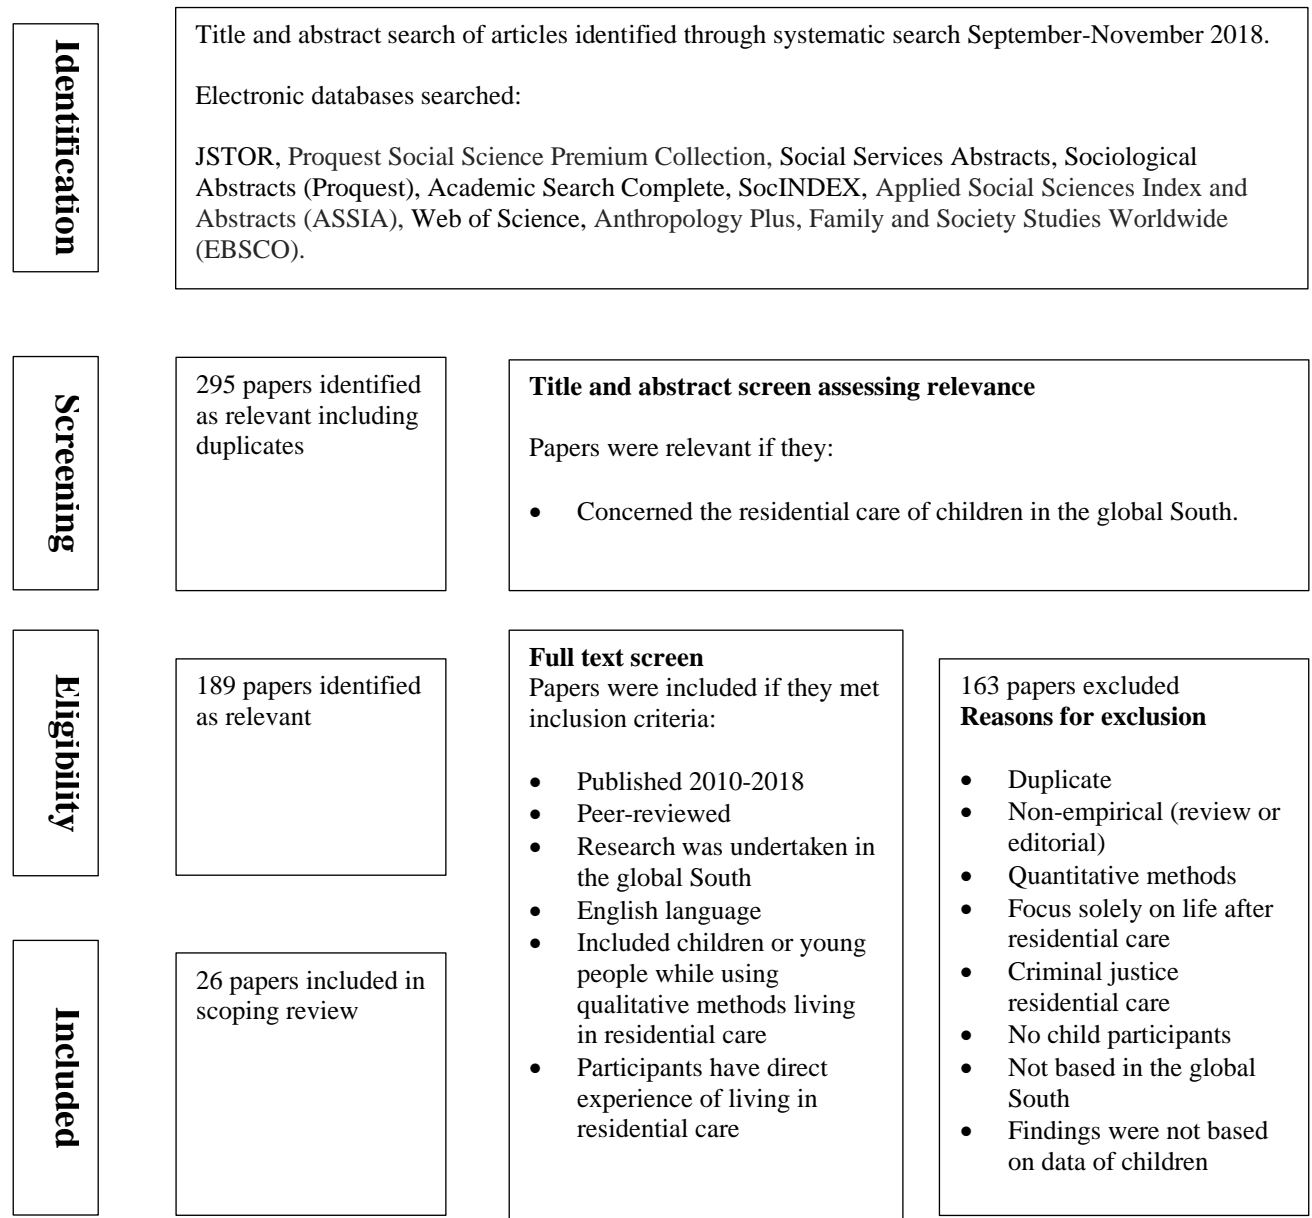 Identification
Title and abstract search of articles identified through systematic search September-November 2018.
Electronic databases searched:
JSTOR, Proquest Social Science Premium Collection, Social Services Abstracts, Sociological
Abstracts (Proquest), Academic Search Complete, SocINDEX, Applied Social Sciences Index and
Abstracts (ASSIA), Web of Science, Anthropology Plus, Family and Society Studies Worldwide
(EBSCO).
Screening
295 papers identified
as relevant including
duplicates
Title and abstract screen assessing relevance
Papers were relevant if they:
• Concerned the residential care of children in the global South.
Eligibility
189 papers identified
as relevant
Full text screen
Papers were included if they met
inclusion criteria:
• Published 2010-2018
• Peer-reviewed
• Research was undertaken in
the global South
• English language
• Included children or young
people while using
qualitative methods living
in residential care
• Participants have direct
experience of living in
residential care
163 papers excluded
Reasons for exclusion
• Duplicate
• Non-empirical (review or
editorial)
• Quantitative methods
• Focus solely on life after
residential care
• Criminal justice
residential care
• No child participants
• Not based in the global
South
• Findings were not based
on data of children
Included
26 papers included in
scoping review